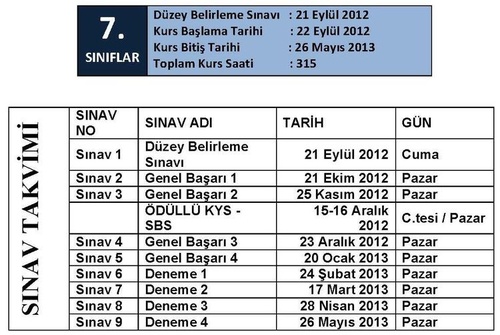 7.
SINIFLAR
Düzey Belirleme Sınavı : 21 Eylül 2012
Kurs Başlama Tarihi : 22 Eylül 2012
Kurs Bitiş Tarihi : 26 Mayıs 2013
Toplam Kurs Saati : 315
SINAV TAKVİMİ
SINAV NO SINAV ADI TARİH GÜN
Sınav 1 Düzey Belirleme Sınavı 21 Eylül 2012 Cuma
Sınav 2 Genel Başarı 1 21 Ekim 2012 Pazar
Sınav 3 Genel Başarı 2 25 Kasım 2012 Pazar
ÖDÜLLÜ KYS - SBS 15-16 Aralık 2012 C.tesi / Pazar
Sınav 4 Genel Başarı 3 23 Aralık 2012 Pazar
Sınav 5 Genel Başarı 4 20 Ocak 2013 Pazar
Sınav 6 Deneme 1 24 Şubat 2013 Pazar
Sınav 7 Deneme 2 17 Mart 2013 Pazar
Sınav 8 Deneme 3 28 Nisan 2013 Pazar
Sınav 9 Deneme 4 26 Mayıs 2013 Pazar